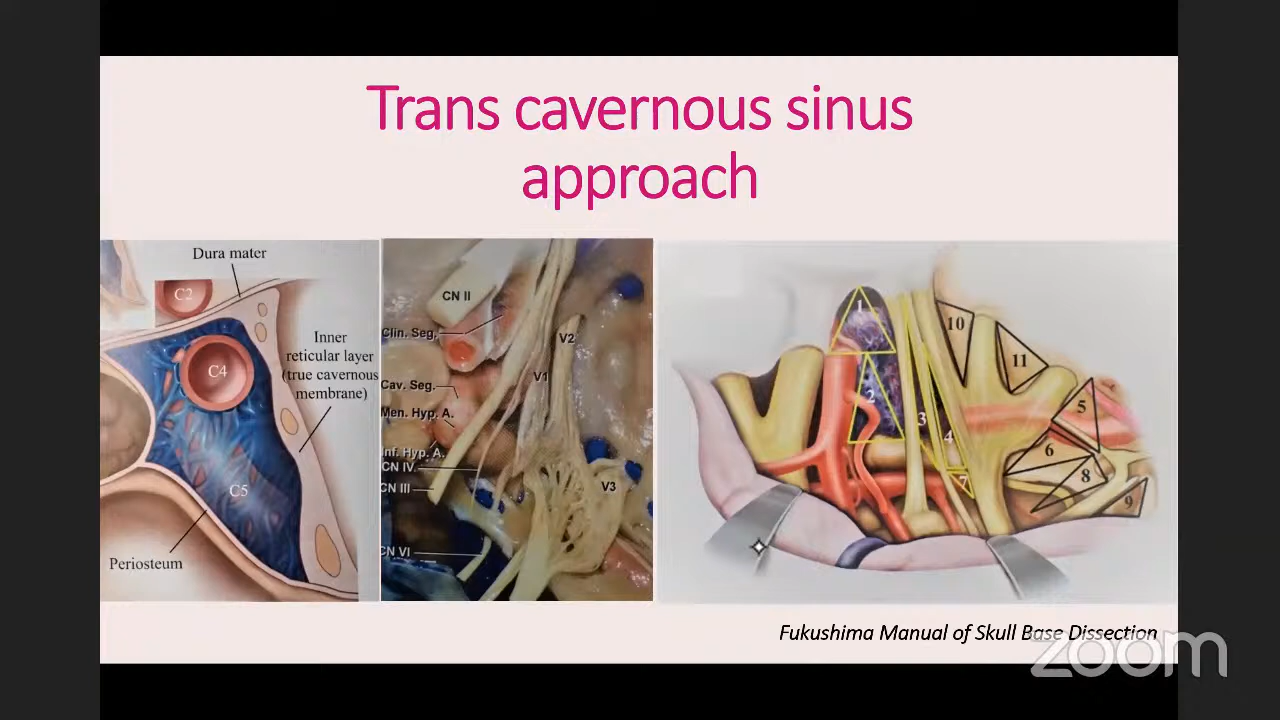 Trans cavernous sinus
approach
Dura mater
C2
C4
C5
Inner
reticular layer
(true cavernous
membrane)
Periosteum
CN II
Clin. Seg.
V2
V1
Cav. Seg.
Men. Hyp. A.
Inf. Hyp. A.
CN IV
CN III
V3
CN VI
1
2
3
4
7
10
11
5
6
8
9
Fukushima Manual of Skull Base Dissection
zoom